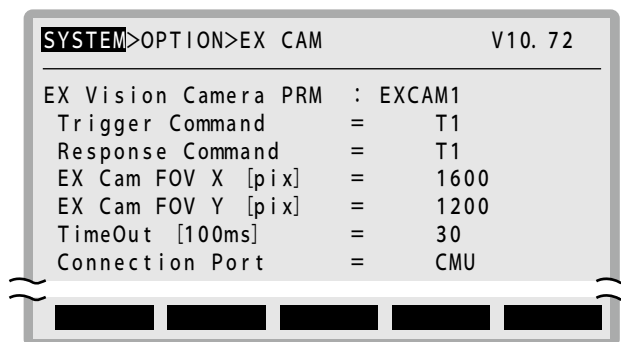 SYSTEM>OPTION>EX CAM V10.72
EX Vision Camera PRM : EXCAM1
Trigger Command = T1
Response Command = T1
EX Cam FOV X [pix] = 1600
EX Cam FOV Y [pix] = 1200
TimeOut [100ms] = 30
Connection Port = CMU